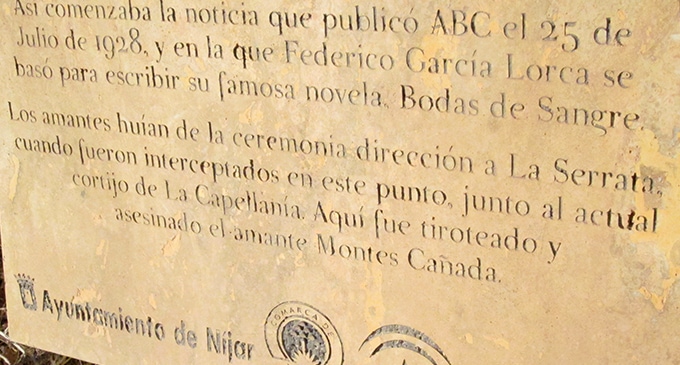 Así comenzaba la noticia que publicó ABC el 25 de
Julio de 1928, y en la que Federico García Lorca se
basó para escribir su famosa novela, Bodas de Sangre.
Los amantes huían de la ceremonia dirección a La Serrata,
cuando fueron interceptados en este punto, junto al actual
cortijo de La Capellanía. Aquí fue tiroteado y
asesinado el amante Montes Cañada.
Ayuntamiento de Níjar
COMARCA DE